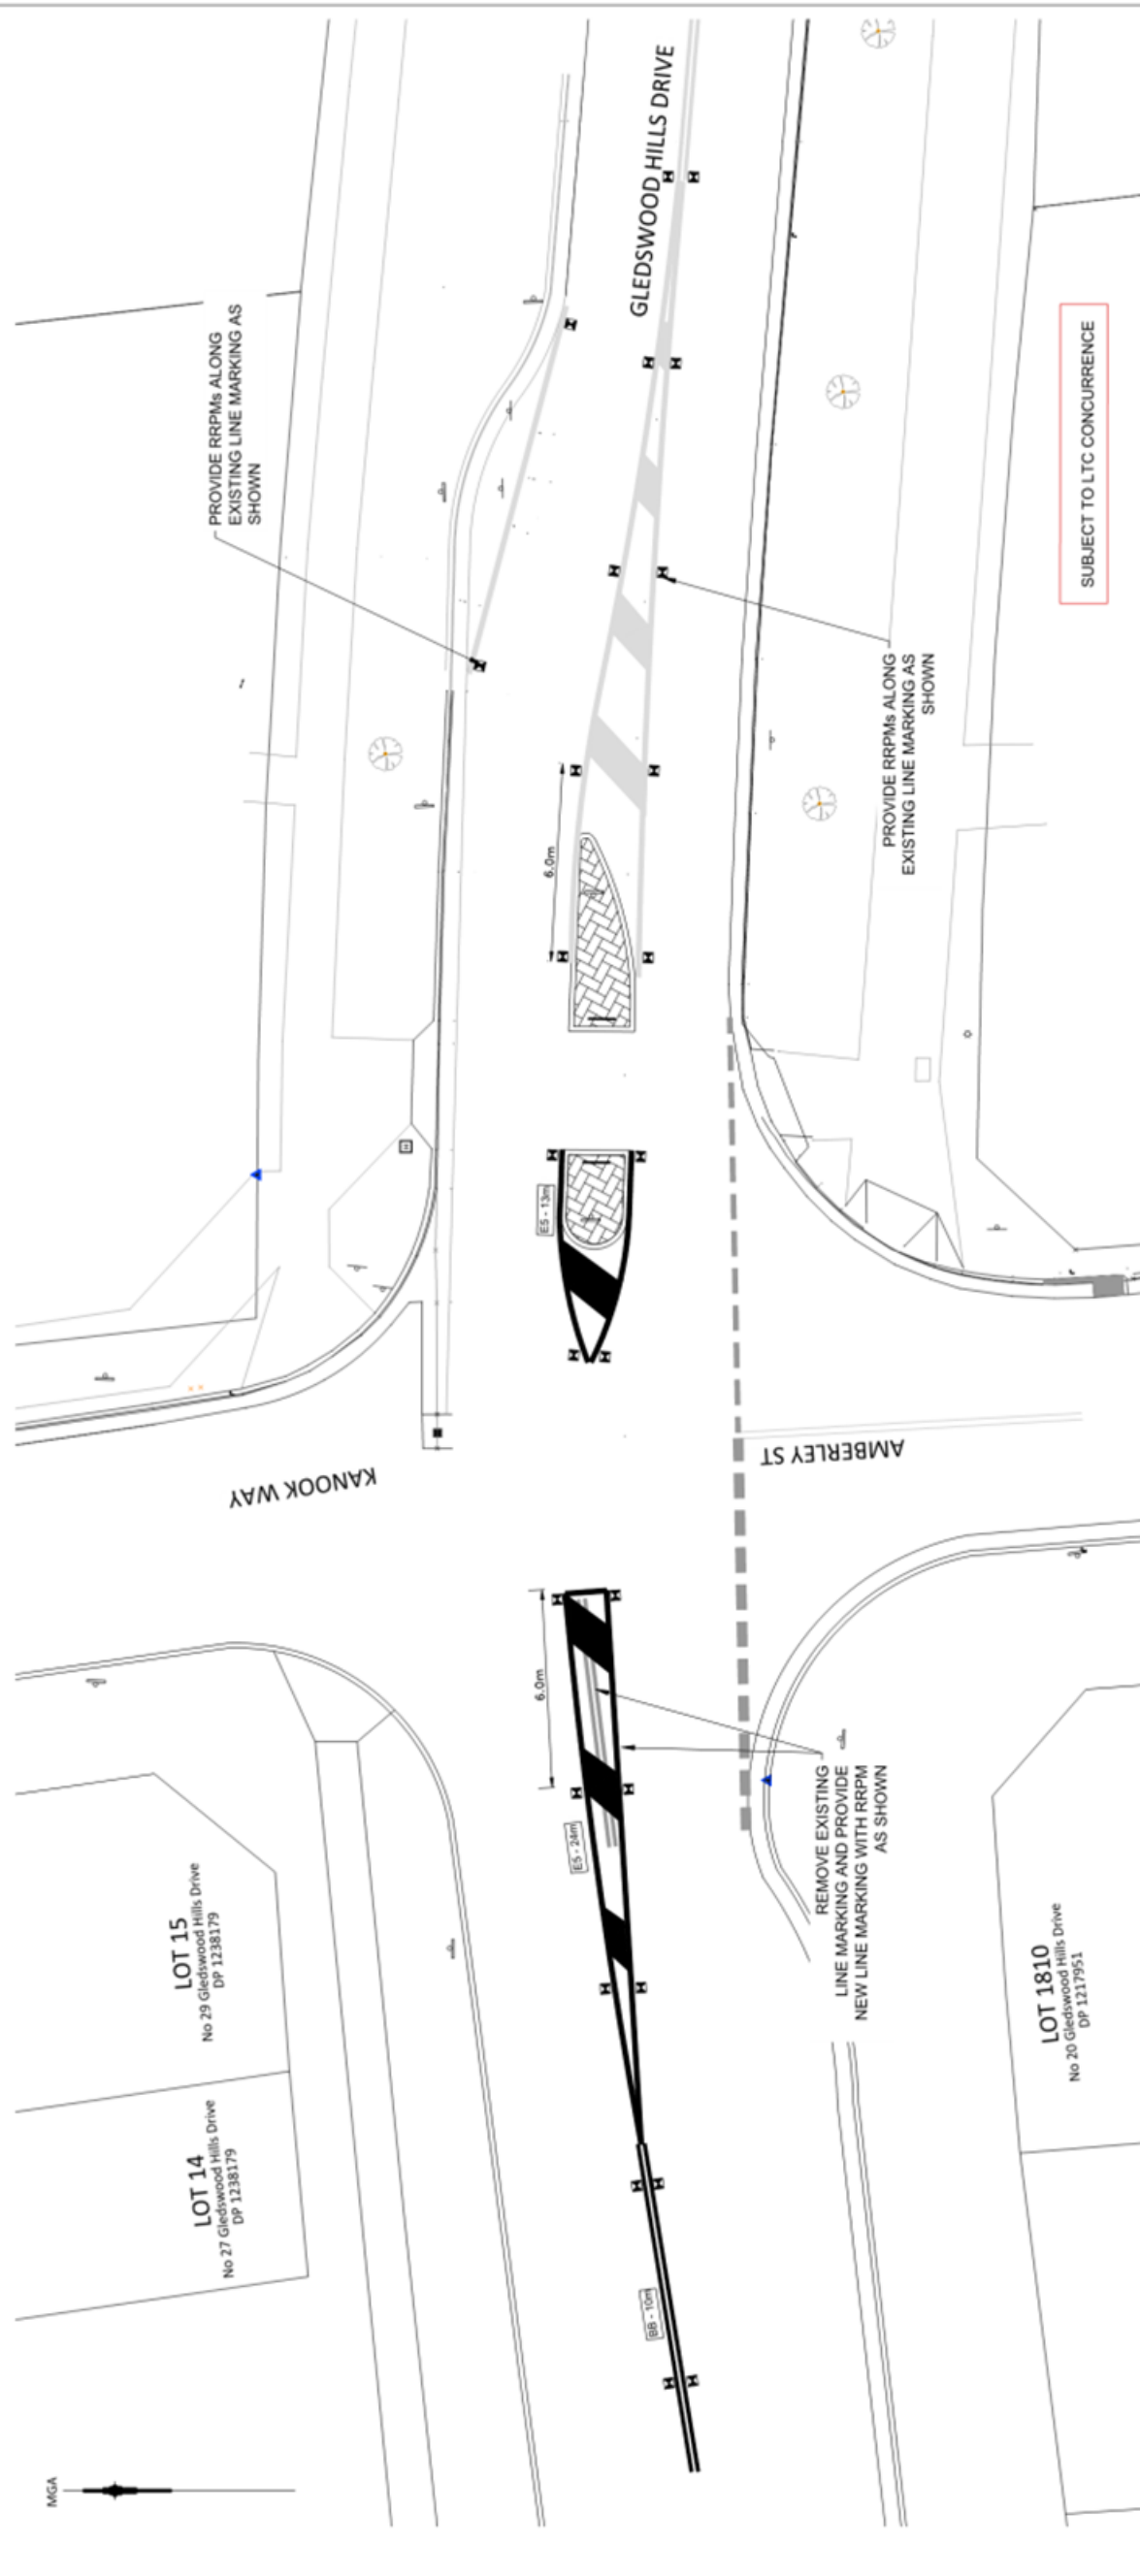 GLEDSWOOD HILLS DRIVE
PROVIDE RRPMs ALONG
EXISTING LINE MARKING AS
SHOWN
SUBJECT TO LTC CONCURRENCE
PROVIDE RRPMs ALONG
EXISTING LINE MARKING AS
SHOWN
6.0m
E5 - 13m
KANOOK WAY
AMBERLEY ST
6.0m
E5 - 24m
REMOVE EXISTING
LINE MARKING AND PROVIDE
NEW LINE MARKING WITH RRPM
AS SHOWN
LOT 15
No 29 Gledswood Hills Drive
DP 1238179
LOT 1810
No 20 Gledswood Hills Drive
DP 1217951
LOT 14
No 27 Gledswood Hills Drive
DP 1238179
BB - 10m
MGA